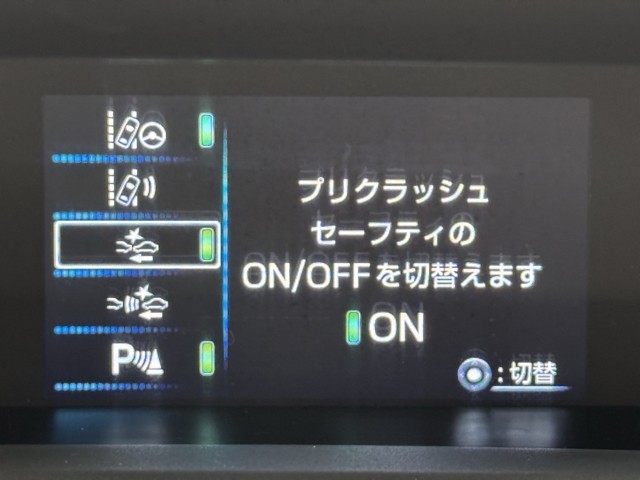 プリクラッシュ
セーフティの
ON/OFFを切替えます
ON
P
:切替